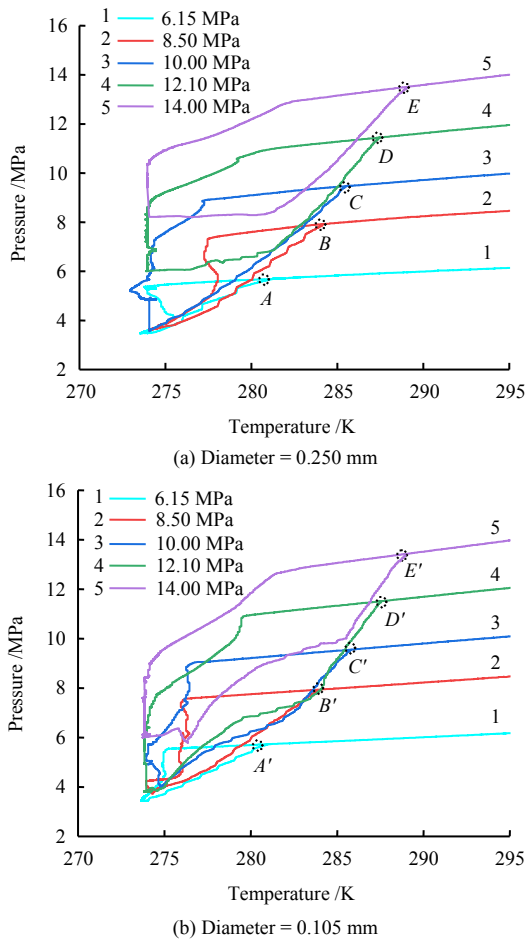 1 6.15 MPa
2 8.50 MPa
3 10.00 MPa
4 12.10 MPa
5 14.00 MPa
16
14
12
10
8
6
4
2
Pressure /MPa
5
4
3
2
1
E
D
C
B
A
270 275 280 285 290 295
Temperature /K
(a) Diameter = 0.250 mm
1 6.15 MPa
2 8.50 MPa
3 10.00 MPa
4 12.10 MPa
5 14.00 MPa
16
14
12
10
8
6
4
2
Pressure /MPa
5
4
3
2
1
E'
D'
C'
B'
A'
270 275 280 285 290 295
Temperature /K
(b) Diameter = 0.105 mm